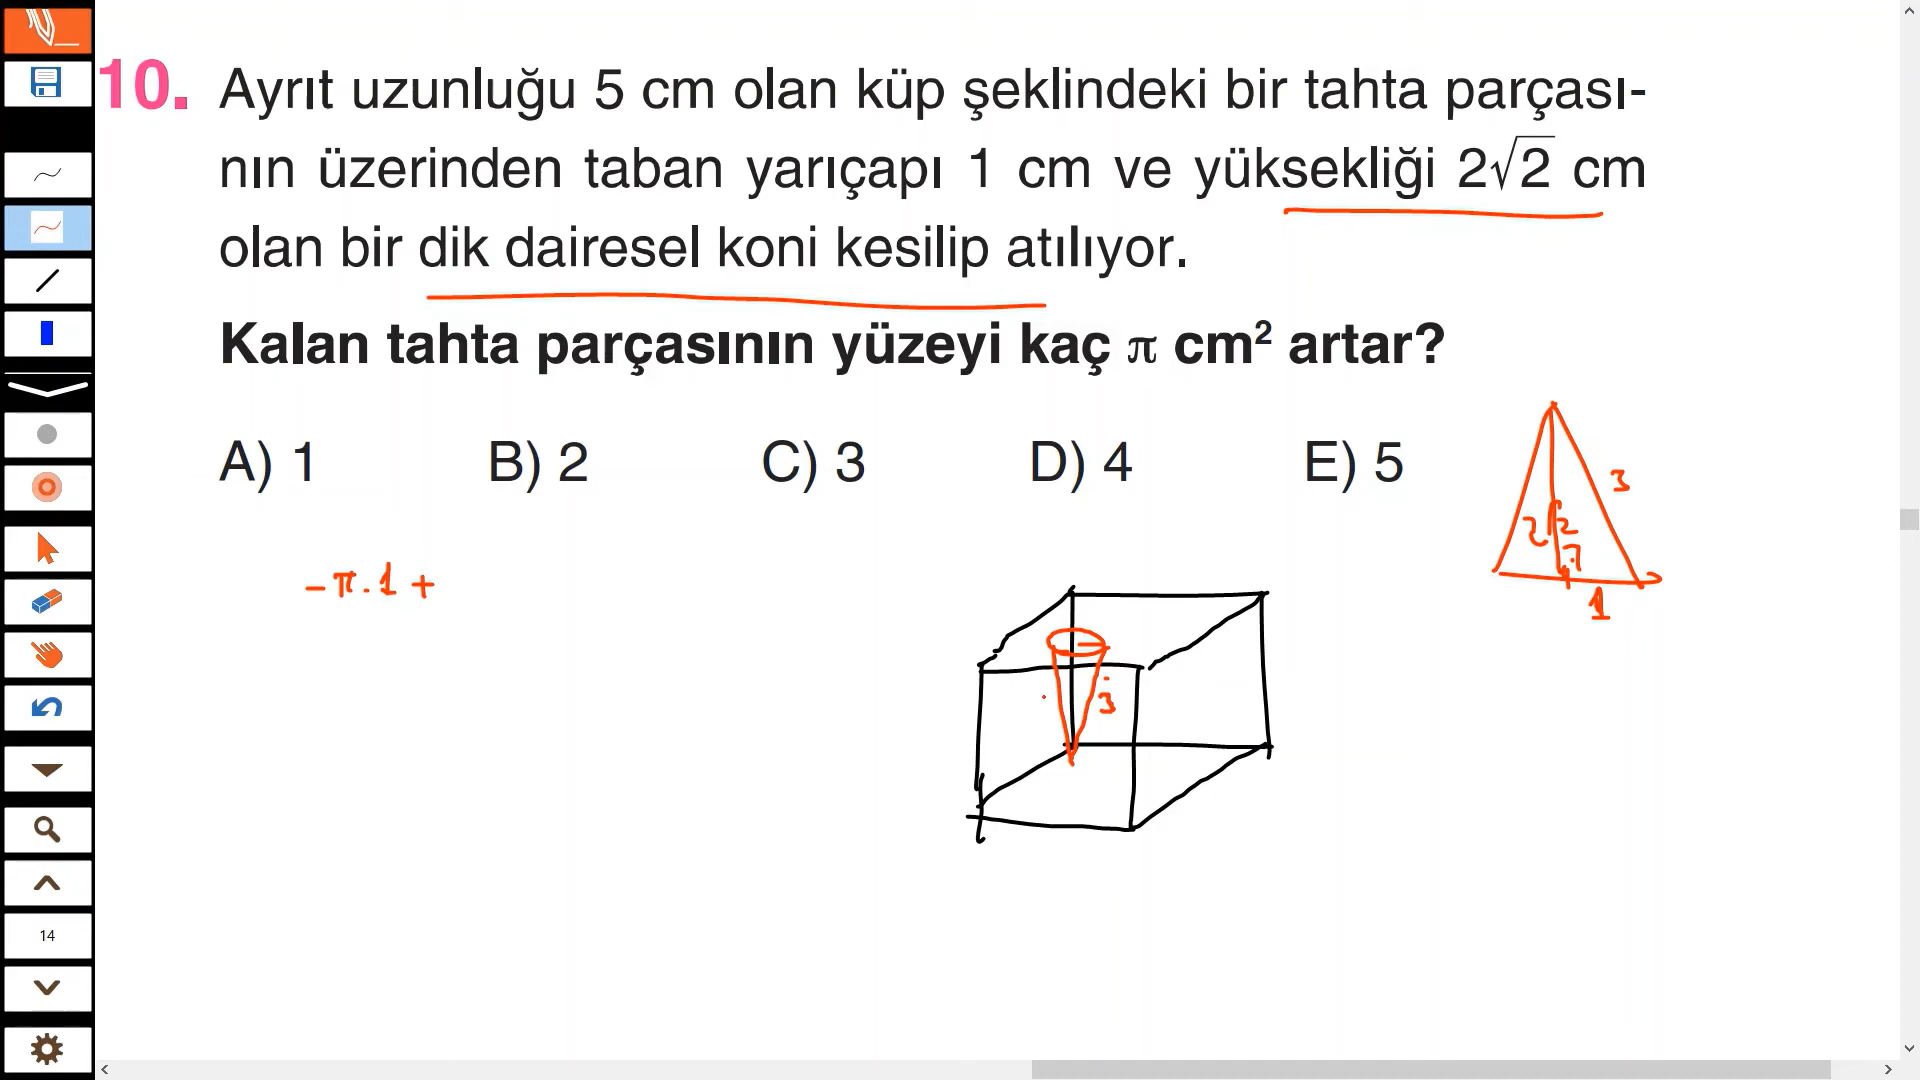 10. Ayrıt uzunluğu 5 cm olan küp şeklindeki bir tahta parçası-
nın üzerinden taban yarıçapı 1 cm ve yüksekliği 2√2 cm
olan bir dik dairesel koni kesilip atılıyor.
Kalan tahta parçasının yüzeyi kaç π cm² artar?
A) 1 B) 2 C) 3 D) 4 E) 5
3
2√2
1
-π.1+
3
14